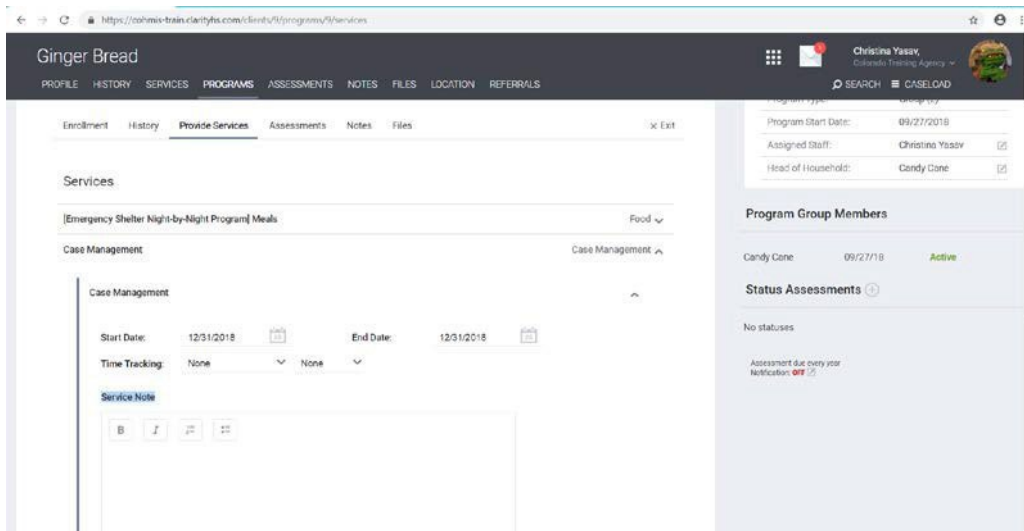 https://cohmis-train.clarityhs.com/clients/9/programs/9/services
Ginger Bread
Christina Yasav,
Colorado Training Agency
PROFILE HISTORY SERVICES PROGRAMS ASSESSMENTS NOTES FILES LOCATION REFERRALS
SEARCH CASELOAD
Enrollment History Provide Services Assessments Notes Files × Exit
Program Type:
Program Start Date: 09/27/2018
Assigned Staff: Christina Yasav
Head of Household: Candy Cane
Services
[Emergency Shelter Night-by-Night Program] Meals Food
Case Management Case Management
Case Management
Start Date: 12/31/2018 End Date: 12/31/2018
Time Tracking: None None
Service Note
B I
Program Group Members
Candy Cane 09/27/18 Active
Status Assessments
No statuses
Assessment due every year
Notification: OFF